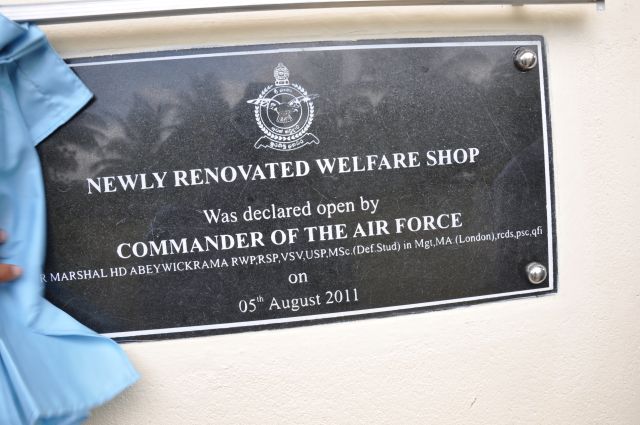 NEWLY RENOVATED WELFARE SHOP
Was declared open by
COMMANDER OF THE AIR FORCE
R MARSHAL HD ABEYWICKRAMA RWP,RSP,VSV,USP,MSc.(Def.Stud) in Mgt,MA.(London),rcds,psc,qfi
on
05th August 2011